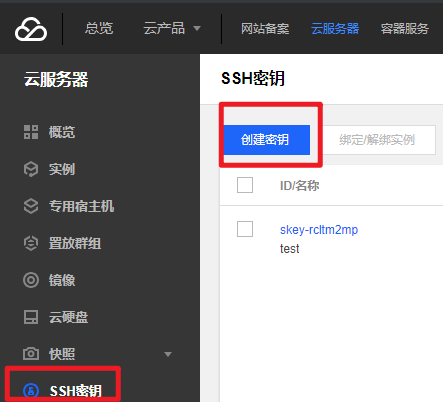 总览 云产品 网站备案 云服务器 容器服务
云服务器
概览
实例
专用宿主机
置放群组
镜像
云硬盘
快照
SSH密钥
SSH密钥
创建密钥 绑定/解绑实例
ID/名称
skey-rcltm2mp
test